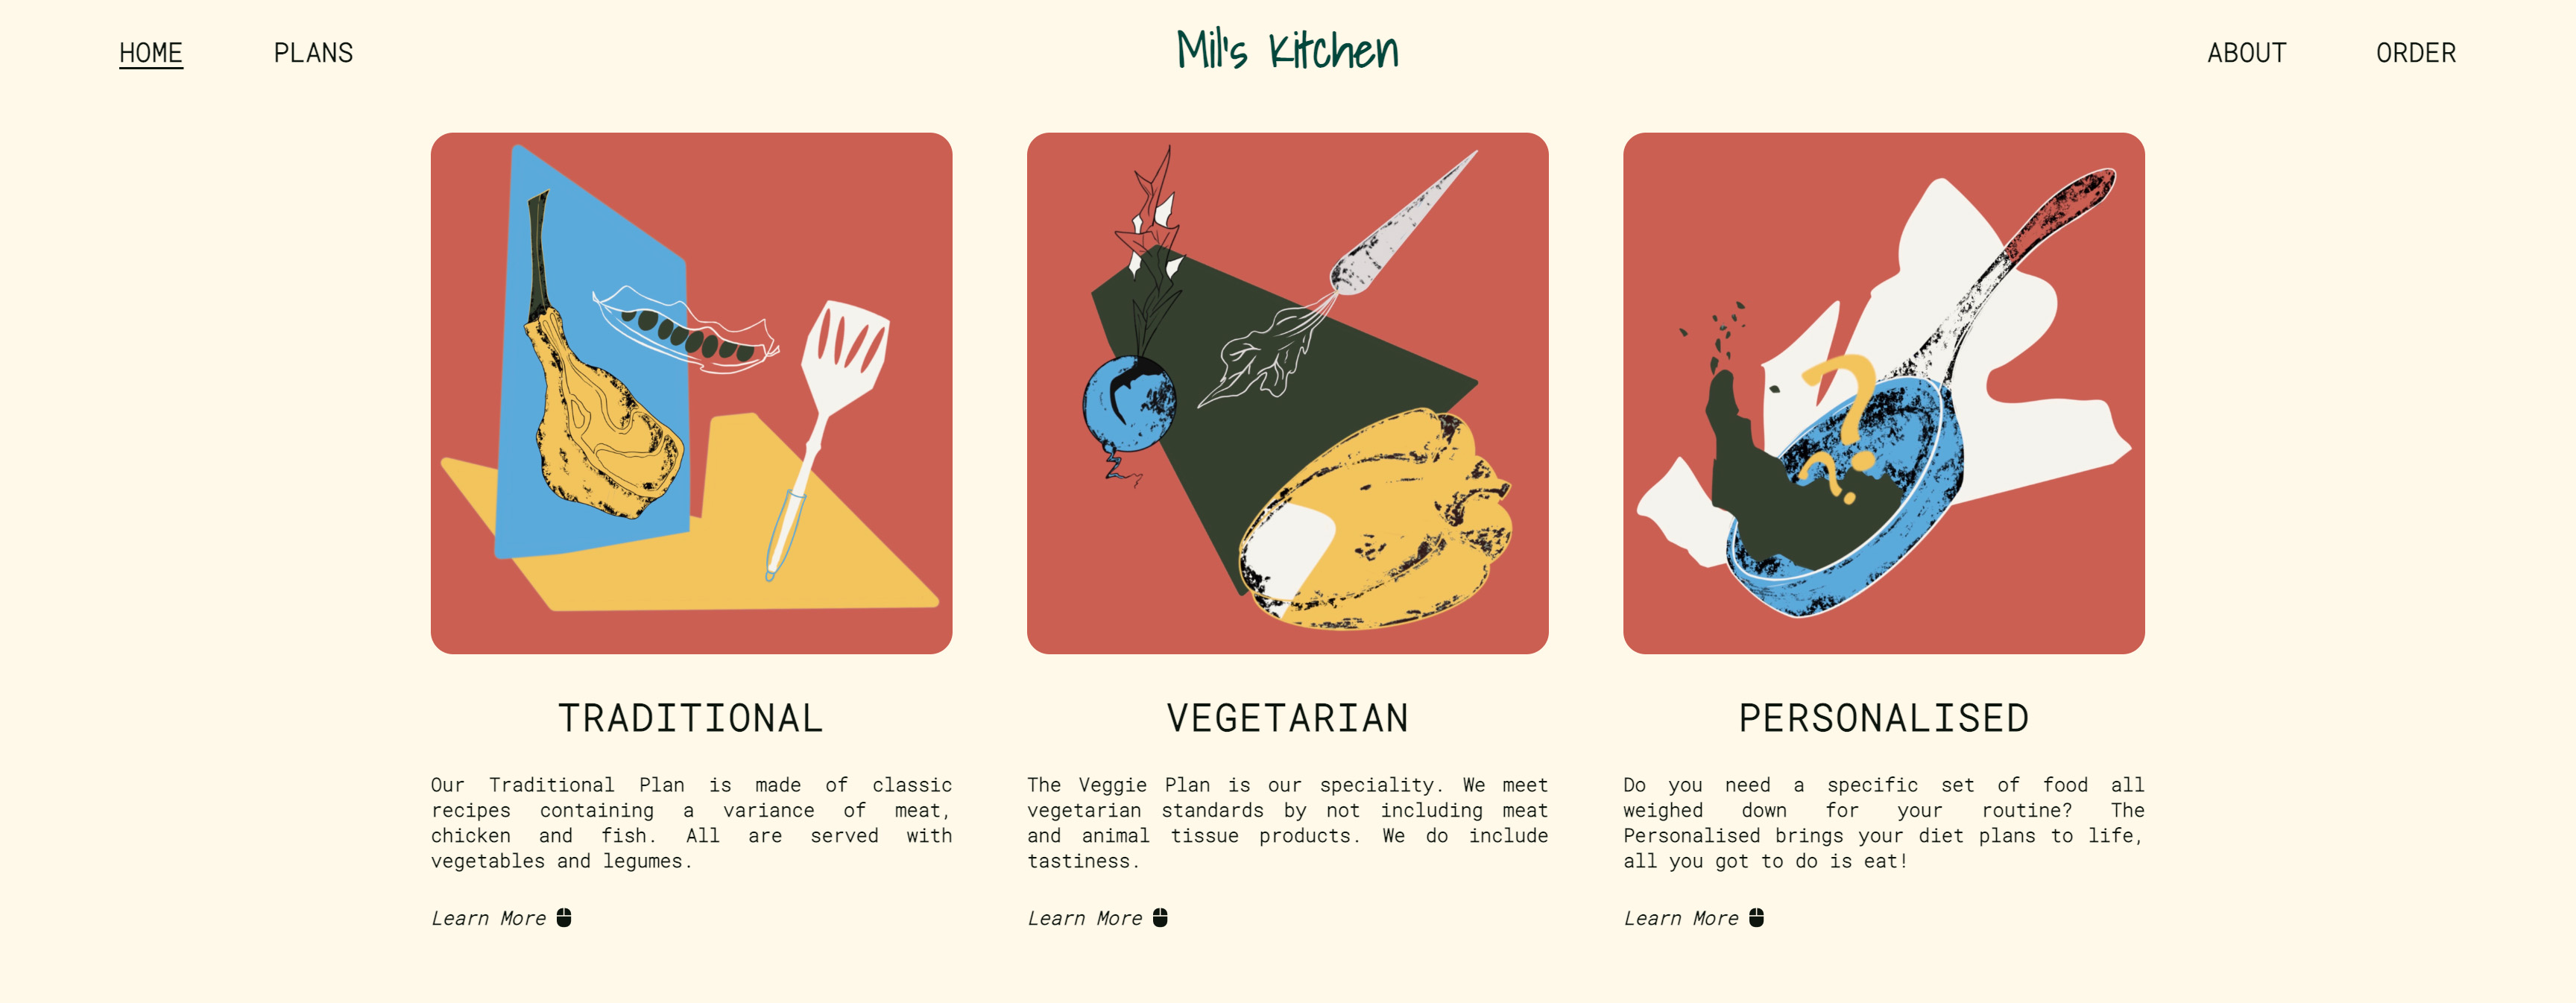 HOME
PLANS
Mil's Kitchen
ABOUT
ORDER
TRADITIONAL
Our Traditional Plan is made of classic
recipes containing a variance of meat,
chicken and fish. All are served with
vegetables and legumes.
Learn More
VEGETARIAN
The Veggie Plan is our speciality. We meet
vegetarian standards by not including meat
and animal tissue products. We do include
tastiness.
Learn More
PERSONALISED
Do you need a specific set of food all
weighed down for your routine? The
Personalised brings your diet plans to life,
all you got to do is eat!
Learn More